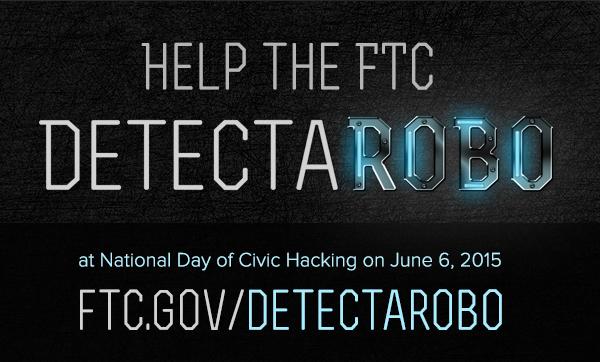 HELP THE FTC
DETECTAROBO
at National Day of Civic Hacking on June 6, 2015
FTC.GOV/DETECTAROBO